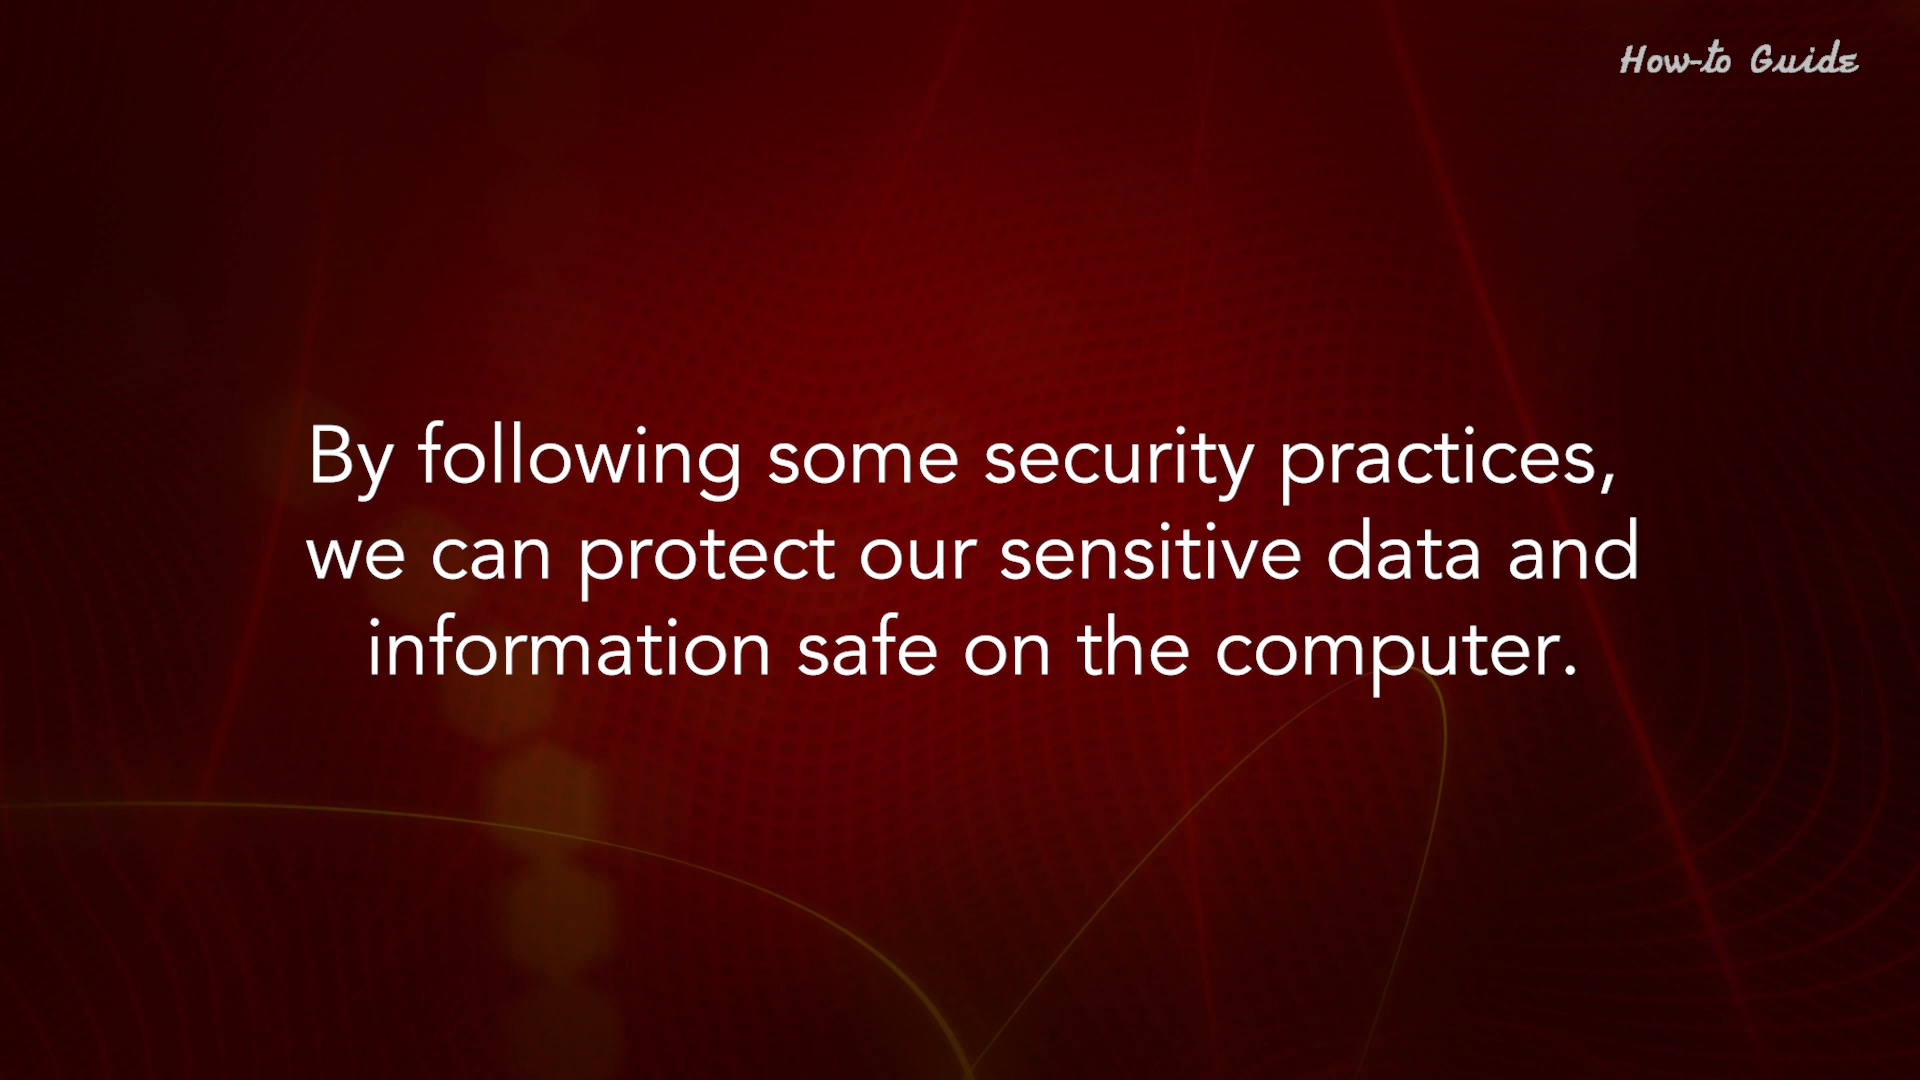 How-to Guide
By following some security practices,
we can protect our sensitive data and
information safe on the computer.